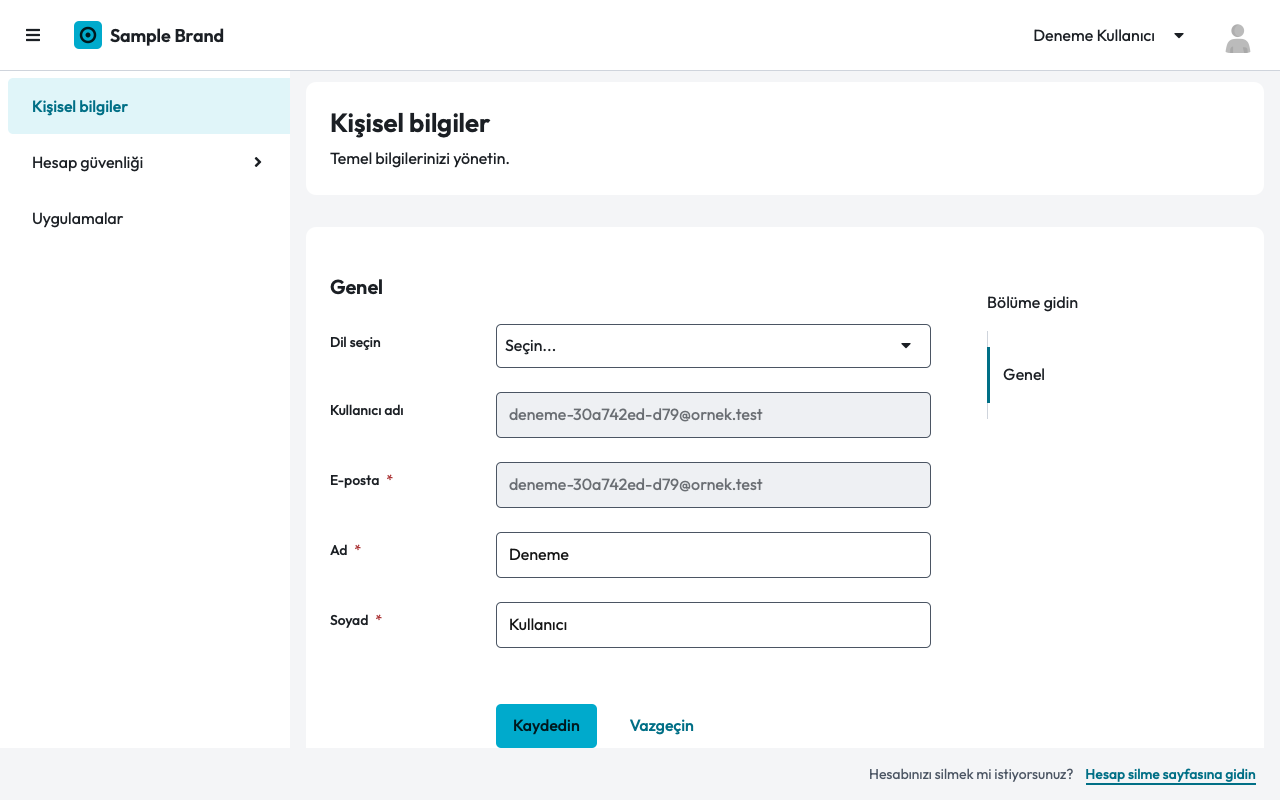 Sample Brand
Deneme Kullanıcı
Kişisel bilgiler
Hesap güvenliği
Uygulamalar
Kişisel bilgiler
Temel bilgilerinizi yönetin.
Genel
Bölüme gidin
Genel
Dil seçin
Seçin...
Kullanıcı adı
deneme-30a742ed-d79@ornek.test
E-posta *
deneme-30a742ed-d79@ornek.test
Ad *
Deneme
Soyad *
Kullanıcı
Kaydedin
Vazgeçin
Hesabınızı silmek mi istiyorsunuz? Hesap silme sayfasına gidin